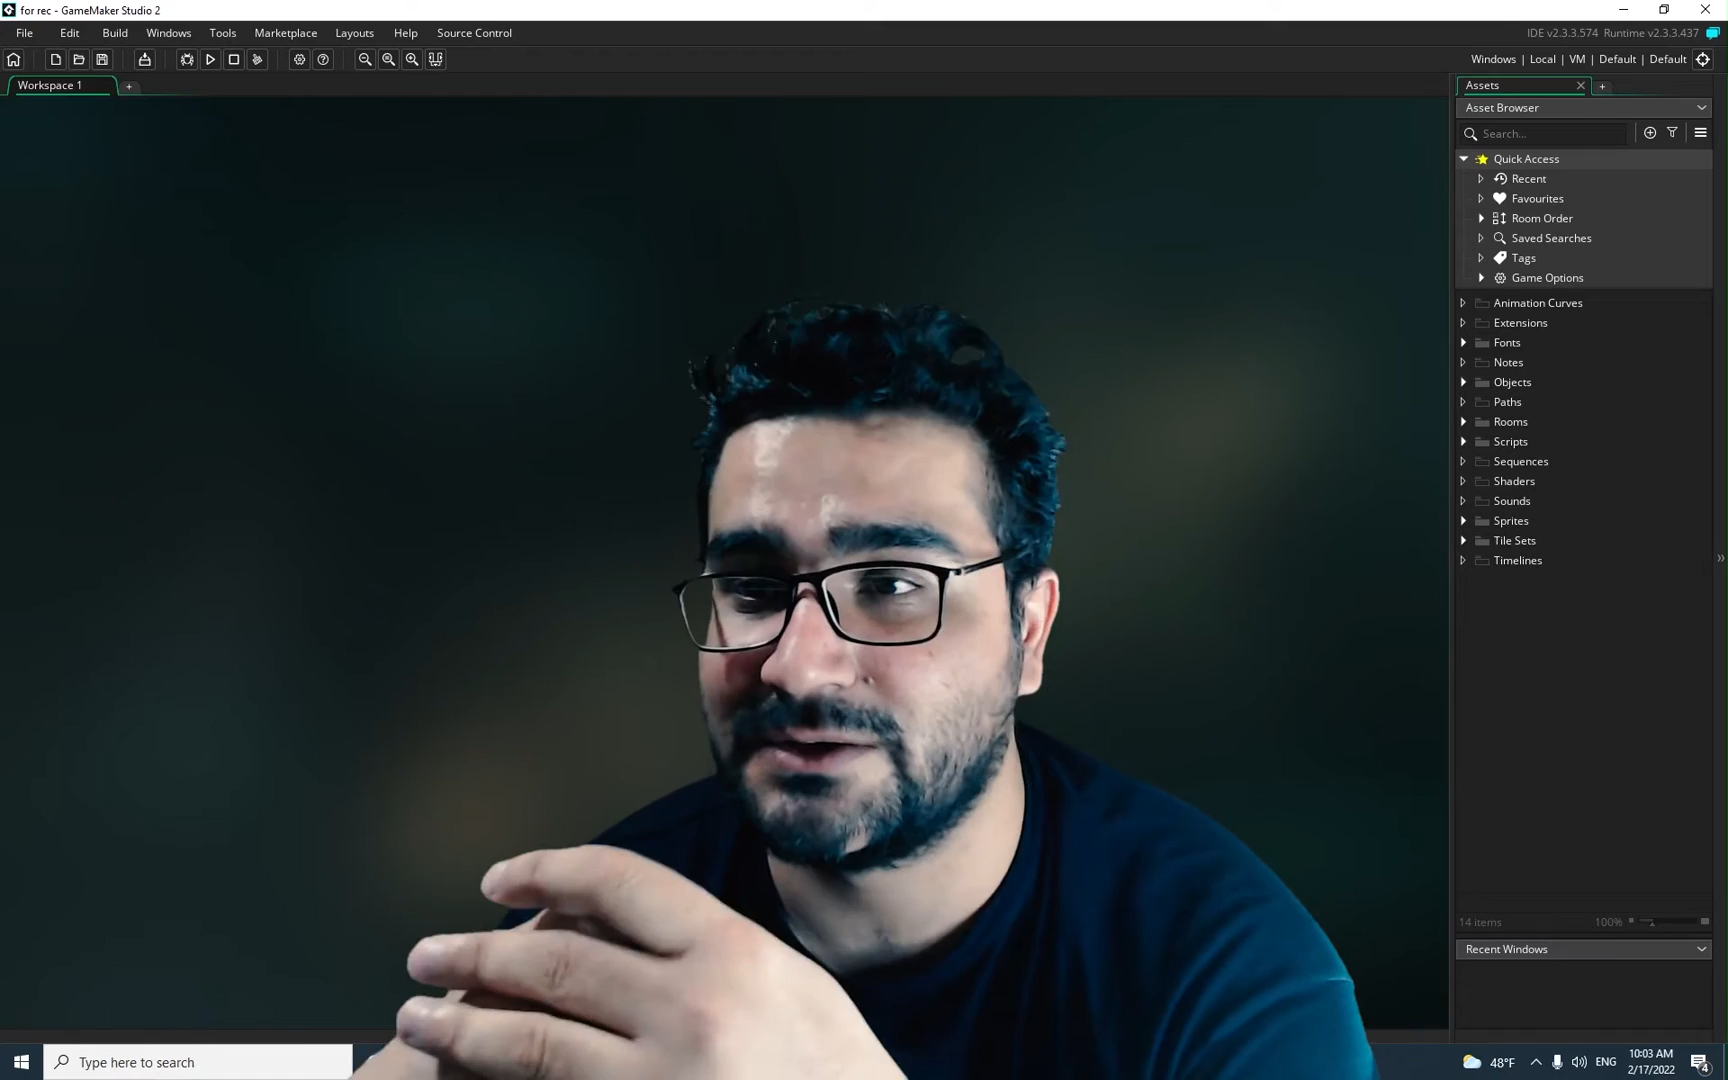 for rec - GameMaker Studio 2
File Edit Build Windows Tools Marketplace Layouts Help Source Control
IDE v2.3.3.574 Runtime v2.3.3.437
Windows | Local | VM | Default | Default
Workspace 1 +
Assets
Asset Browser
Search...
Quick Access
Recent
Favourites
Room Order
Saved Searches
Tags
Game Options
Animation Curves
Extensions
Fonts
Notes
Objects
Paths
Rooms
Scripts
Sequences
Shaders
Sounds
Sprites
Tile Sets
Timelines
14 items 100%
Recent Windows
Type here to search
48°F ENG
10:03 AM
2/17/2022
4